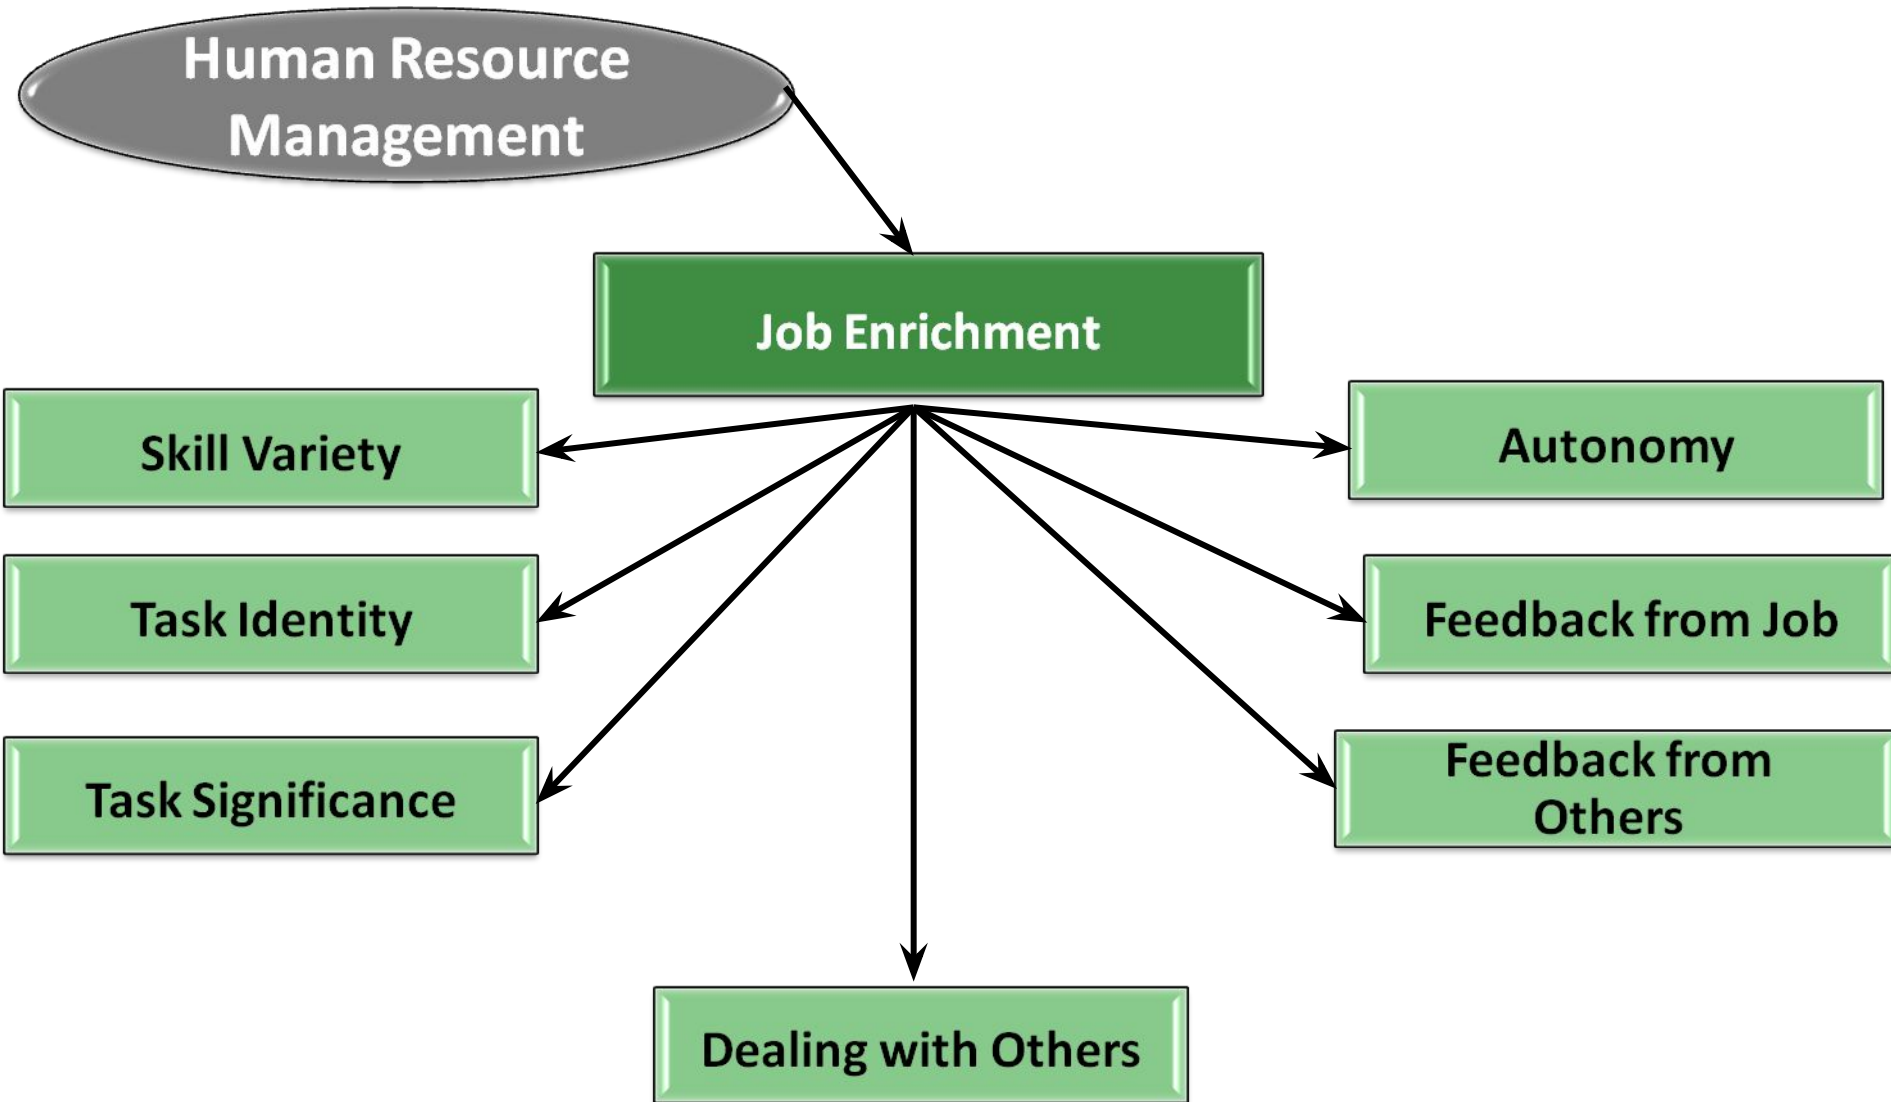 Human Resource
Management
Job Enrichment
Skill Variety
Autonomy
Task Identity
Feedback from Job
Task Significance
Feedback from
Others
Dealing with Others